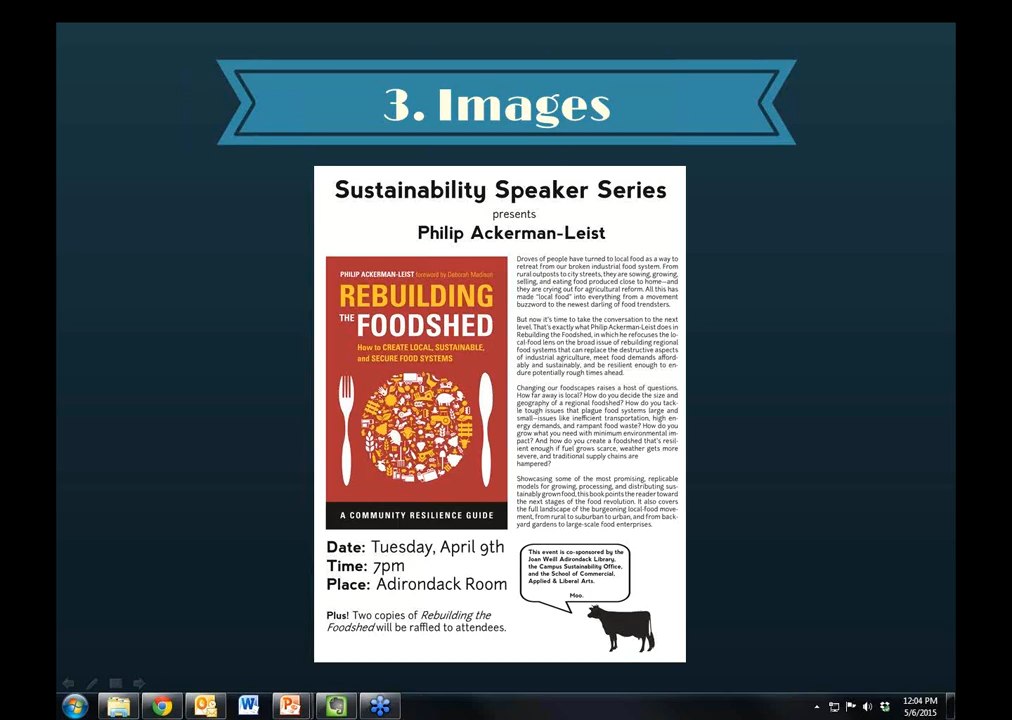 3. Images
Sustainability Speaker Series
presents
Philip Ackerman-Leist
PHILIP ACKERMAN-LEIST foreword by Deborah Madison
REBUILDING
THE FOODSHED
How to CREATE LOCAL, SUSTAINABLE,
and SECURE FOOD SYSTEMS
A COMMUNITY RESILIENCE GUIDE
Droves of people have turned to local food as a way to
retreat from our broken industrial food system. From
rural outposts to city streets, they are sowing, growing,
selling, and eating food produced close to home—and
they are crying out for agricultural reform. All this has
made "local food" into everything from a movement
buzzword to the newest darling of food trendsters.
But now it's time to take the conversation to the next
level. That's exactly what Philip Ackerman-Leist does in
Rebuilding the Foodshed, in which he refocuses the lo-
cal-food lens on the broad issue of rebuilding regional
food systems that can replace the destructive aspects
of industrial agriculture, meet food demands afford-
ably and sustainably, and be resilient enough to en-
dure potentially rough times ahead.
Changing our foodscapes raises a host of questions.
How far away is local? How do you decide the size and
geography of a regional foodshed? How do you tack-
le tough issues that plague food systems large and
small—issues like inefficient transportation, high en-
ergy demands, and rampant food waste? How do you
grow what you need with minimum environmental im-
pact? And how do you create a foodshed that's resil-
ient enough if fuel grows scarce, weather gets more
severe, and traditional supply chains are
hampered?
Showcasing some of the most promising, replicable
models for growing, processing, and distributing sus-
tainably grown food, this book points the reader toward
the next stages of the food revolution. It also covers
the full landscape of the burgeoning local-food move-
ment, from rural to suburban to urban, and from back-
yard gardens to large-scale food enterprises.
Date: Tuesday, April 9th
Time: 7pm
Place: Adirondack Room
Plus! Two copies of Rebuilding the
Foodshed will be raffled to attendees.
This event is co-sponsored by the
Joan Weill Adirondack Library,
the Campus Sustainability Office,
and the School of Commercial,
Applied & Liberal Arts.
Moo.
12:04 PM
5/6/2015